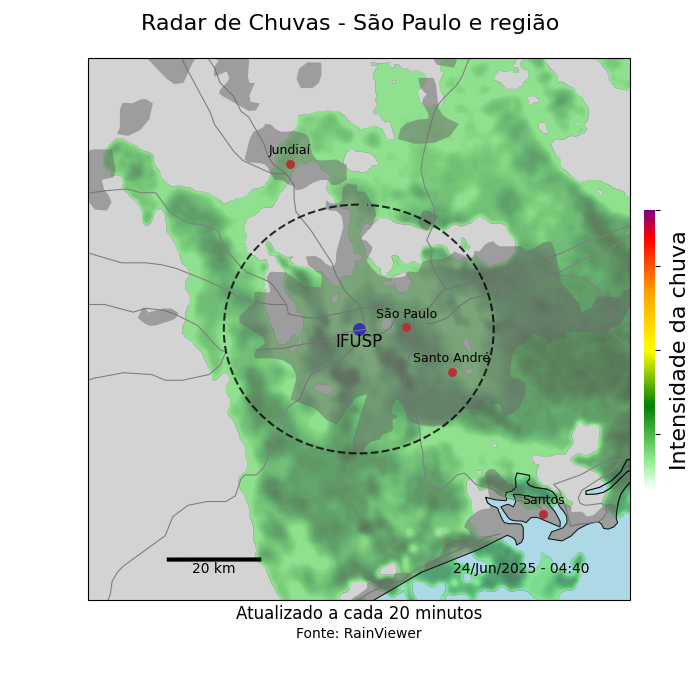 Radar de Chuvas - São Paulo e região
Jundiaí
São Paulo
IFUSP
Santo André
Santos
20 km
24/Jun/2025 - 04:40
Intensidade da chuva
Atualizado a cada 20 minutos
Fonte: RainViewer